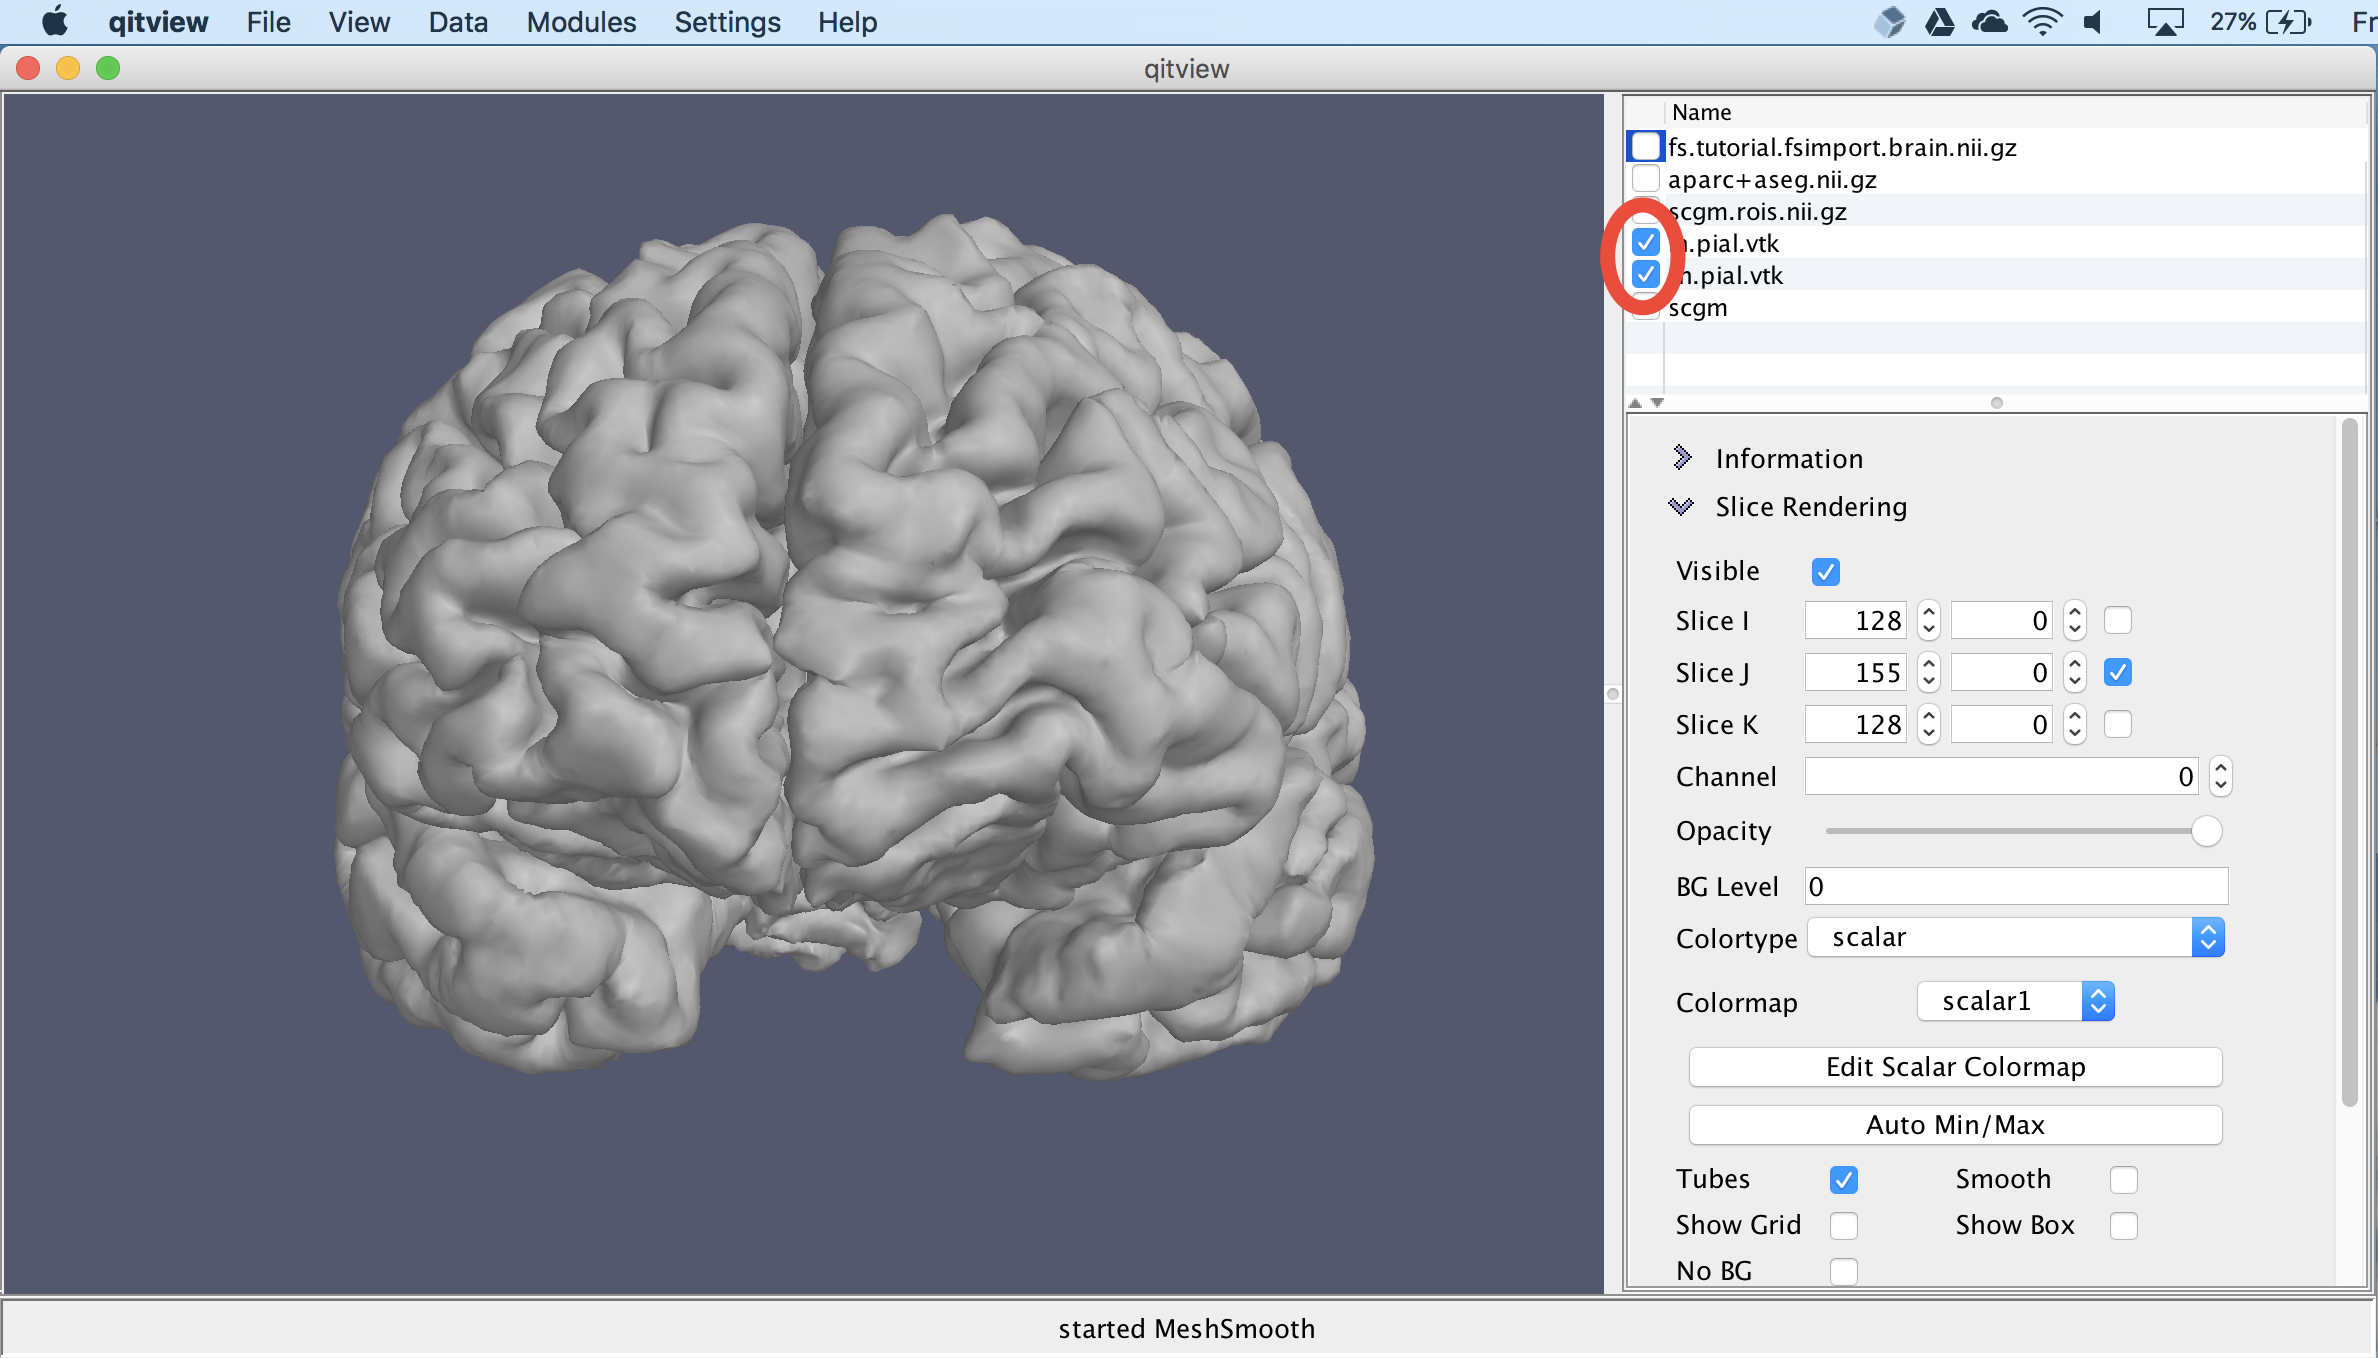 qitview File View Data Modules Settings Help 27% Fr
qitview
Name
fs.tutorial.fsimport.brain.nii.gz
aparc+aseg.nii.gz
scgm.rois.nii.gz
.pial.vtk
.pial.vtk
scgm
Information
Slice Rendering
Visible
Slice I 128 0
Slice J 155 0
Slice K 128 0
Channel 0
Opacity
BG Level 0
Colortype scalar
Colormap scalar1
Edit Scalar Colormap
Auto Min/Max
Tubes Smooth
Show Grid Show Box
No BG
started MeshSmooth